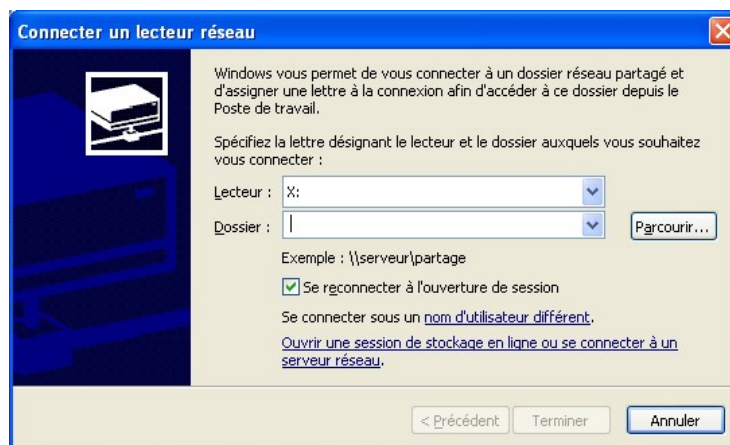 Connecter un lecteur réseau
Windows vous permet de vous connecter à un dossier réseau partagé et
d'assigner une lettre à la connexion afin d'accéder à ce dossier depuis le
Poste de travail.
Spécifiez la lettre désignant le lecteur et le dossier auxquels vous souhaitez
vous connecter :
Lecteur : X:
Dossier : Parcourir...
Exemple : \\serveur\partage
Se reconnecter à l'ouverture de session
Se connecter sous un nom d'utilisateur différent.
Ouvrir une session de stockage en ligne ou se connecter à un
serveur réseau.
< Précédent Terminer Annuler